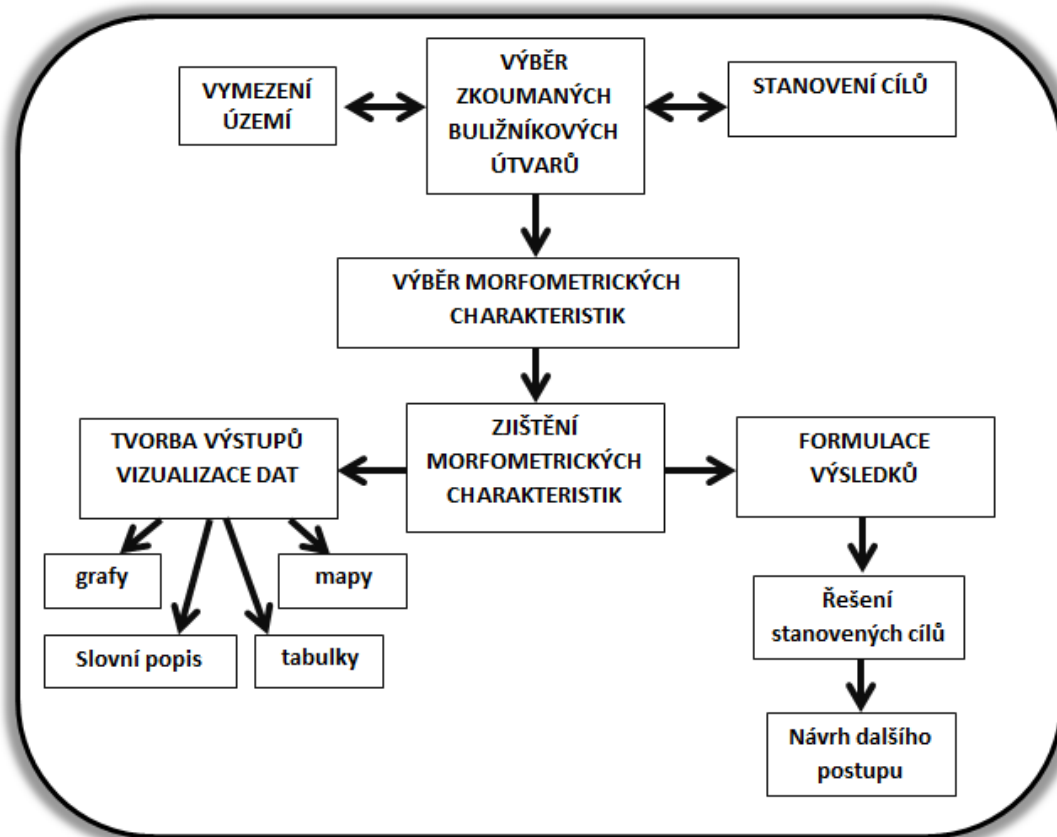 VYMEZENÍ
ÚZEMÍ
VÝBĚR
ZKOUMANÝCH
BULIŽNÍKOVÝCH
ÚTVARŮ
STANOVENÍ CÍLŮ
VÝBĚR MORFOMETRICKÝCH
CHARAKTERISTIK
TVORBA VÝSTUPŮ
VIZUALIZACE DAT
ZJIŠTĚNÍ
MORFOMETRICKÝCH
CHARAKTERISTIK
FORMULACE
VÝSLEDKŮ
grafy
mapy
Slovní popis
tabulky
Řešení
stanovených cílů
Návrh dalšího
postupu